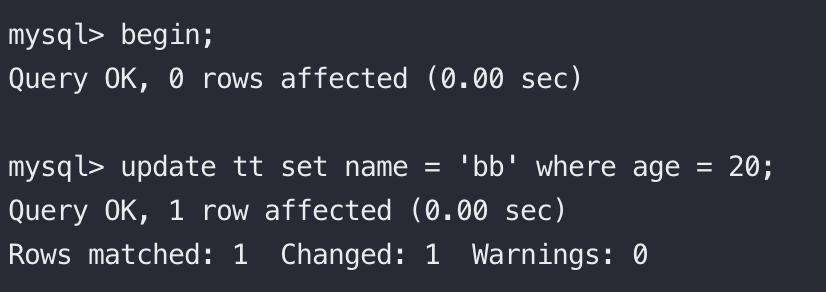 mysql> begin;
Query OK, 0 rows affected (0.00 sec)
mysql> update tt set name = 'bb' where age = 20;
Query OK, 1 row affected (0.00 sec)
Rows matched: 1  Changed: 1  Warnings: 0